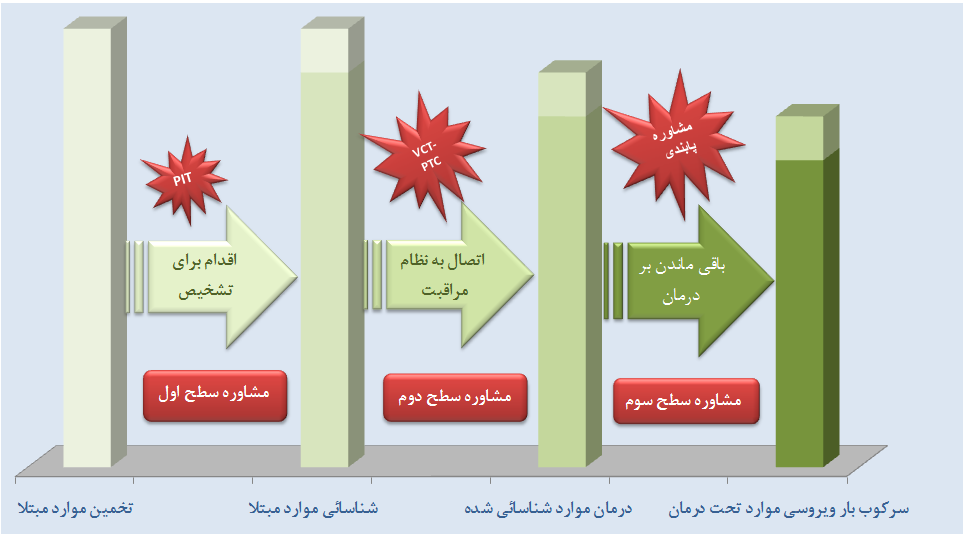 PIT
VCT-
PTC
مشاوره
پابندی
اقدام برای
تشخیص
اتصال به نظام
مراقبت
باقی ماندن بر
درمان
مشاوره سطح اول
مشاوره سطح دوم
مشاوره سطح سوم
تخمین موارد مبتلا
شناسائی موارد مبتلا
درمان موارد شناسائی شده
سرکوب بار ویروسی موارد تحت درمان